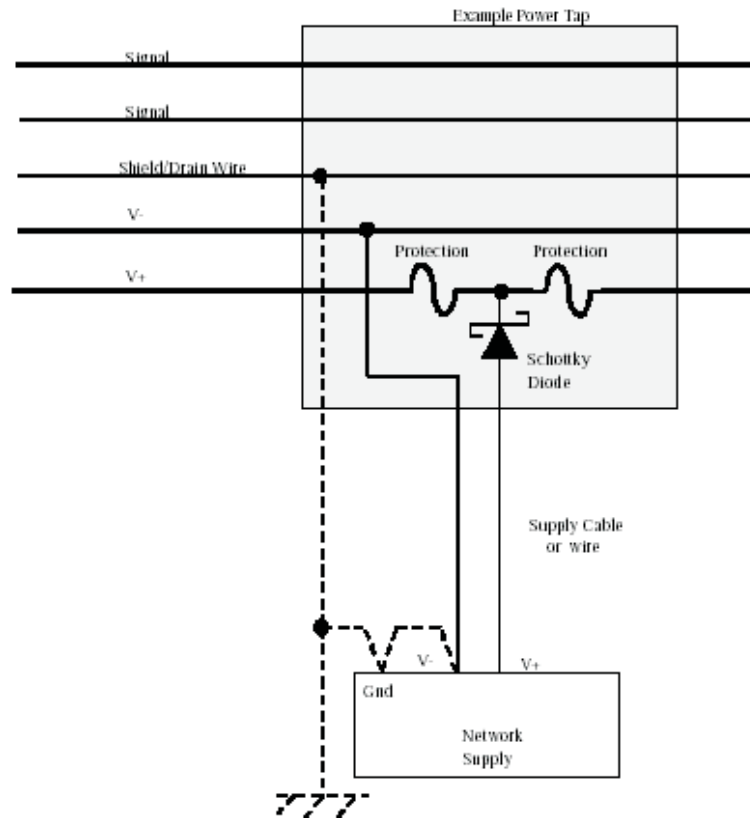 Example Power Tap
Signal
Signal
Shield/Drain Wire
V-
Protection
Protection
V+
Schottky
Diode
Supply Cable
or wire
V-
V+
Gnd
Network
Supply